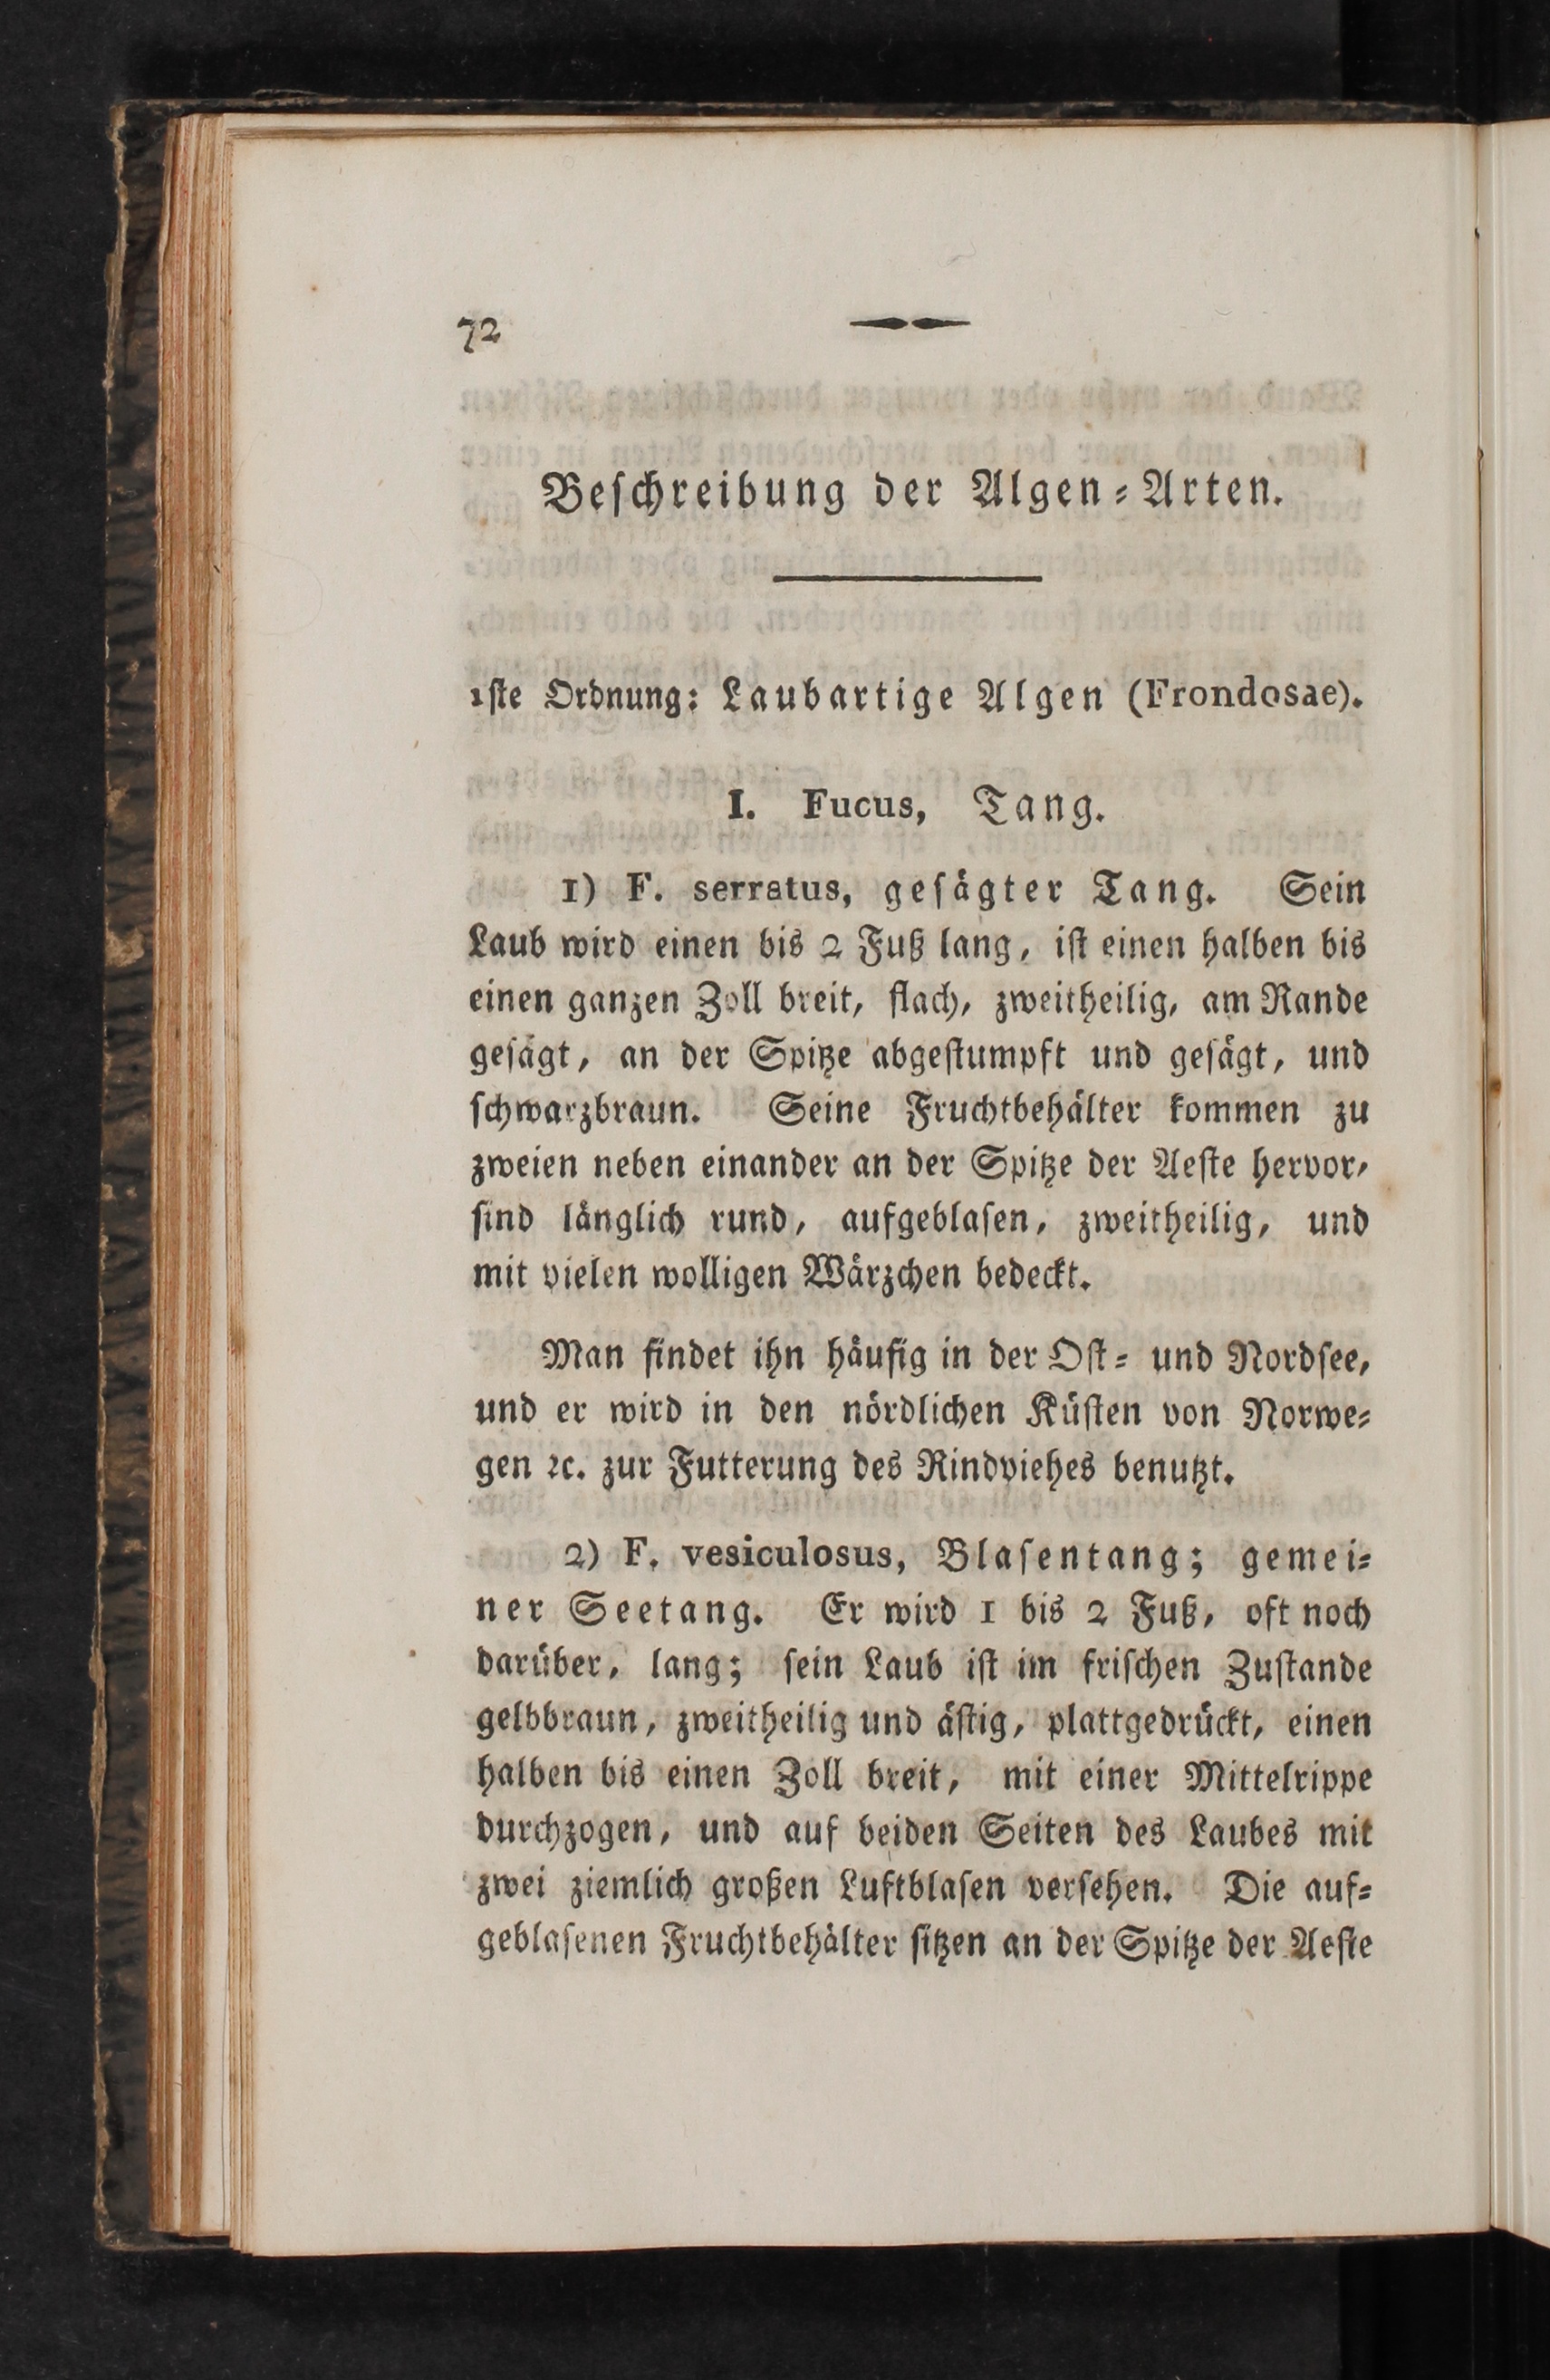 72
Beſchreibung der Algen⸗Arten.
1ſte Ordnung: Laubartige Algen (Frondosae).
I. Fucus, Tang.
1) F. serratus, geſägter Tang. Sein
Laub wird einen bis 2 Fuß lang, iſt einen halben bis
einen ganzen Zoll breit, flach, zweitheilig, am Rande
geſägt, an der Spitze abgeſtumpft und geſägt, und
ſchwarzbraun. Seine Fruchtbehälter kommen zu
zweien neben einander an der Spitze der Aeſte hervor,
ſind länglich rund, aufgeblaſen, zweitheilig, und
mit vielen wolligen Wärzchen bedeckt.
Man findet ihn häufig in der Oſt⸗ und Nordſee,
und er wird in den nördlichen Küſten von Norwe⸗
gen ꝛc. zur Futterung des Rindviehes benutzt.
2) F. vesiculosus, Blaſentang; gemei⸗
ner Seetang. Er wird 1 bis 2 Fuß, oft noch
darüber, lang; ſein Laub iſt im friſchen Zuſtande
gelbbraun, zweitheilig und äſtig, plattgedrückt, einen
halben bis einen Zoll breit, mit einer Mittelrippe
durchzogen, und auf beiden Seiten des Laubes mit
zwei ziemlich großen Luftblaſen verſehen. Die auf⸗
geblaſenen Fruchtbehälter ſitzen an der Spitze der Aeſte